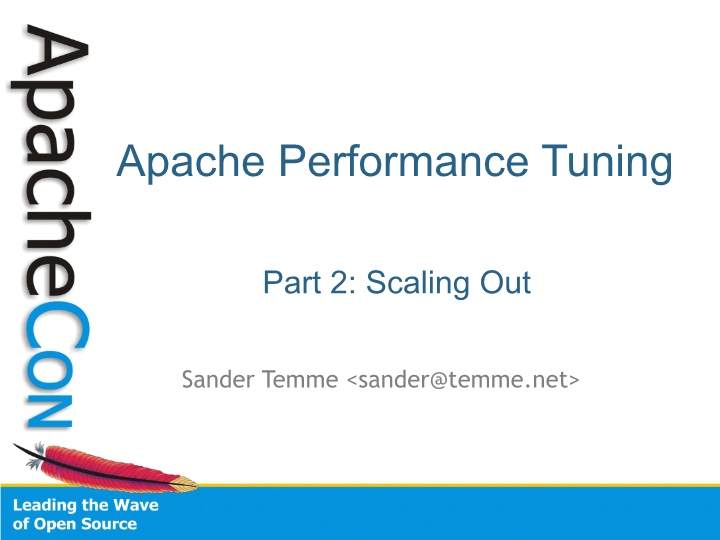 ApacheCon
Apache Performance Tuning
Part 2: Scaling Out
Sander Temme <sander@temme.net>
Leading the Wave
of Open Source